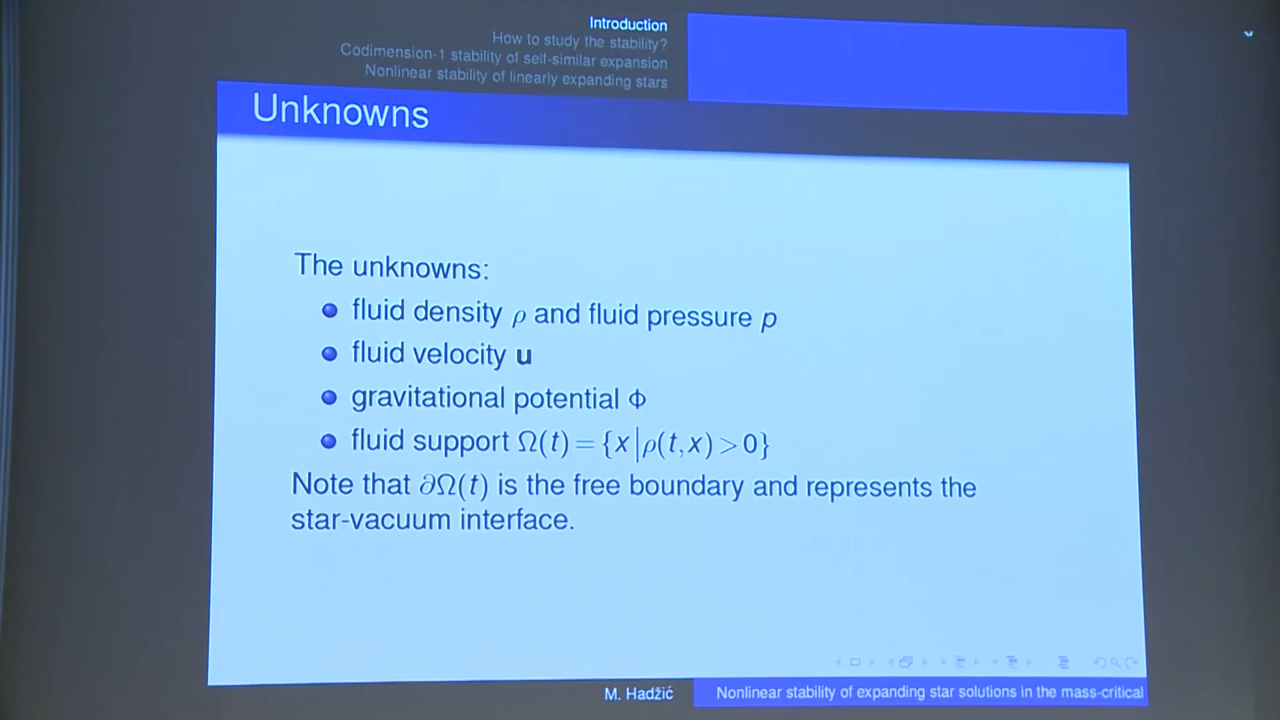 Introduction
How to study the stability?
Codimension-1 stability of self-similar expansion
Nonlinear stability of linearly expanding stars
Unknowns
The unknowns:
fluid density ρ and fluid pressure p
fluid velocity u
gravitational potential Φ
fluid support Ω(t) = {x | ρ(t, x) > 0}
Note that ∂Ω(t) is the free boundary and represents the
star-vacuum interface.
M. Hadžić
Nonlinear stability of expanding star solutions in the mass-critical